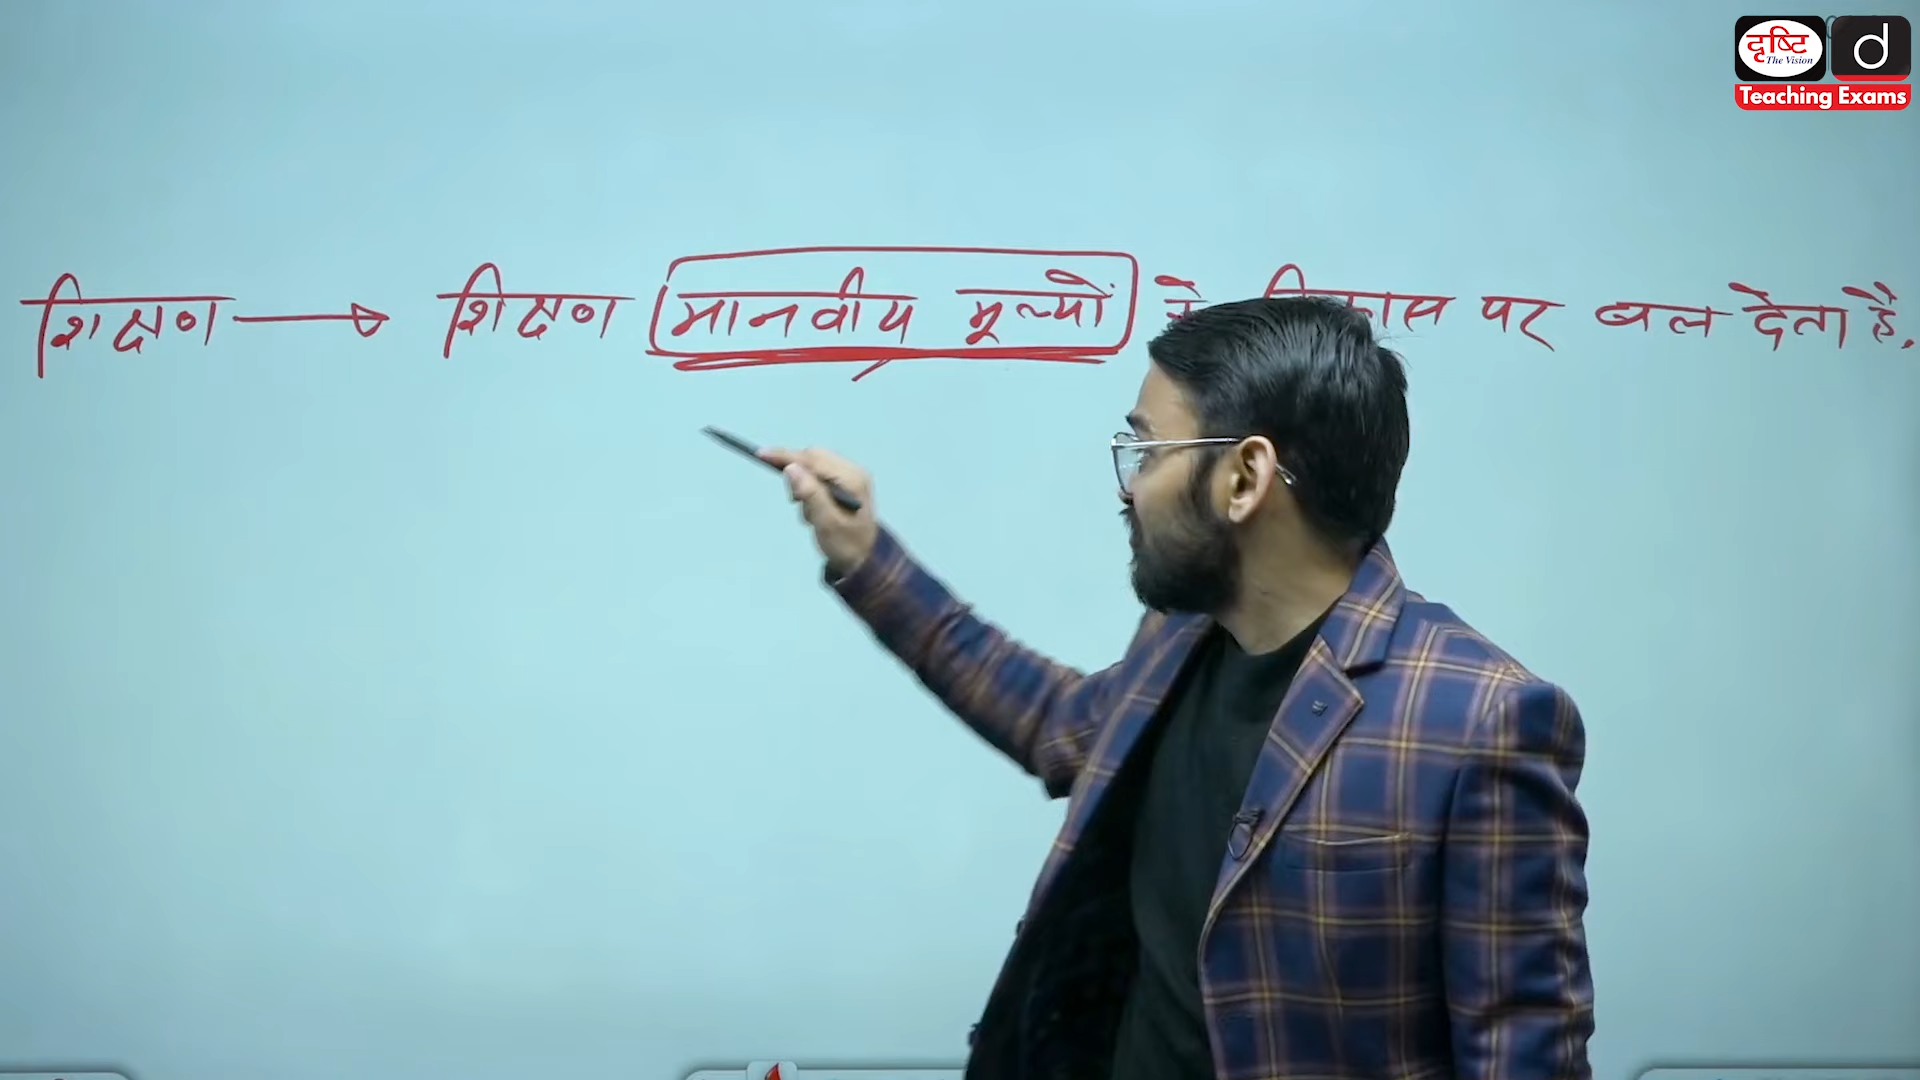 दृष्टि
The Vision
d
Teaching Exams
शिक्षण → शिक्षण मानवीय मूल्यों के विकास पर बल देता है.